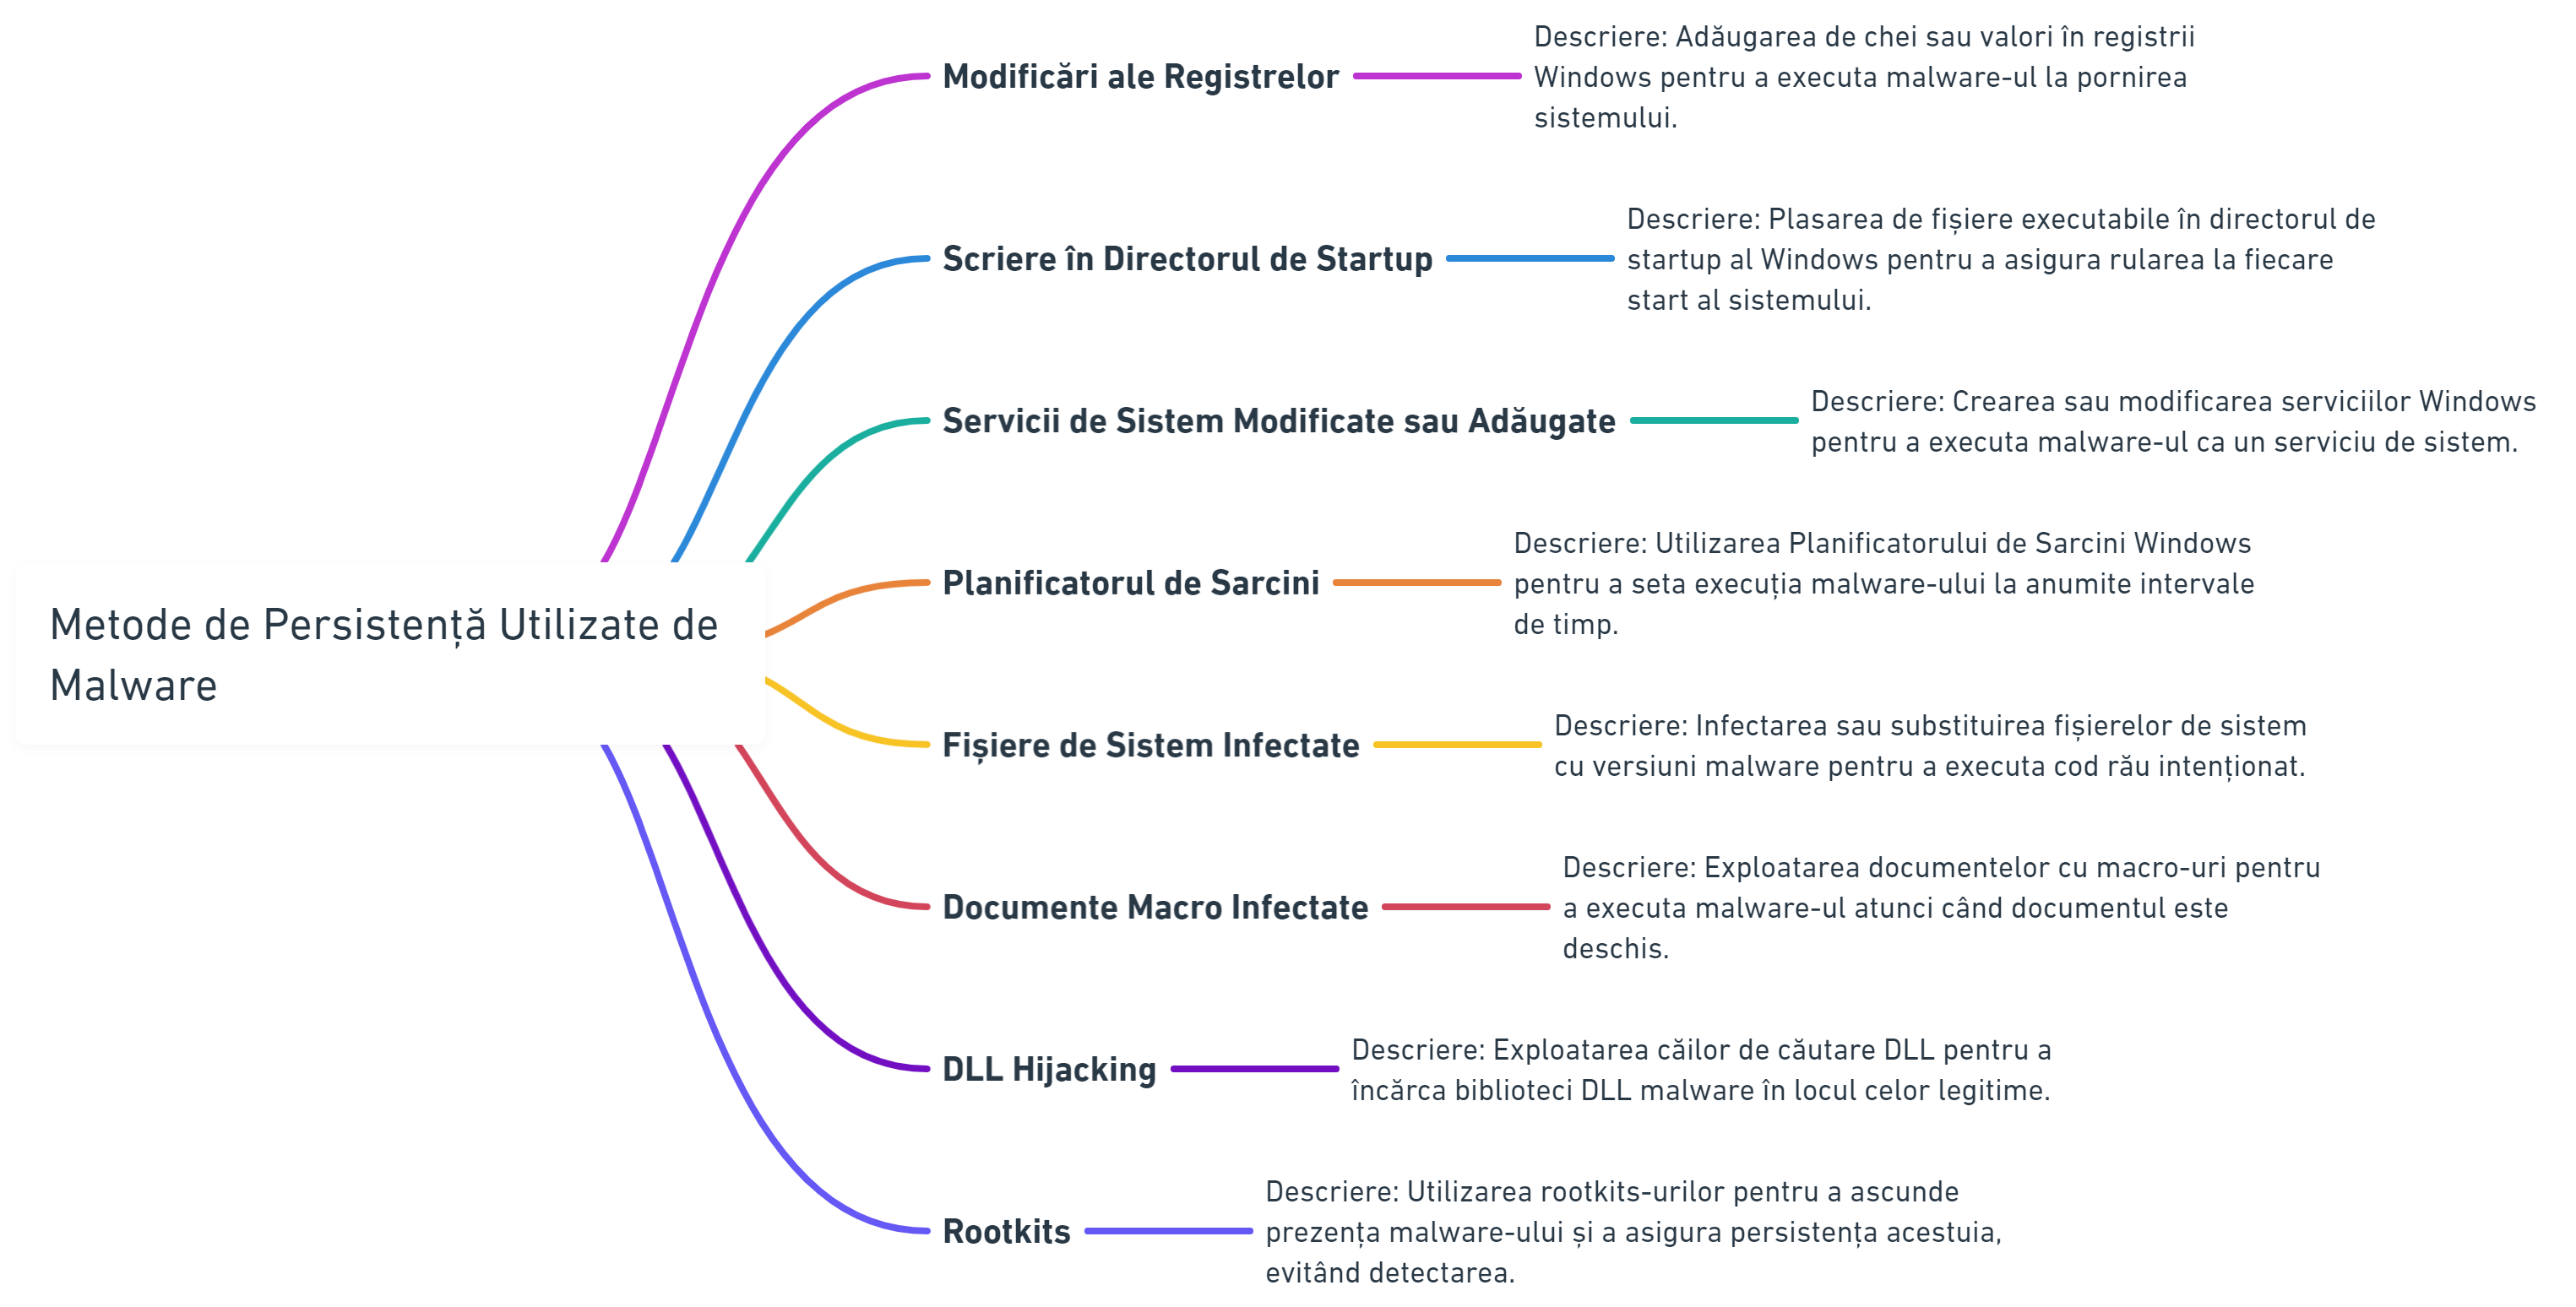 Metode de Persistență Utilizate de
Malware
Modificări ale Registrelor
Descriere: Adăugarea de chei sau valori în registrii
Windows pentru a executa malware-ul la pornirea
sistemului.
Scriere în Directorul de Startup
Descriere: Plasarea de fișiere executabile în directorul de
startup al Windows pentru a asigura rularea la fiecare
start al sistemului.
Servicii de Sistem Modificate sau Adăugate
Descriere: Crearea sau modificarea serviciilor Windows
pentru a executa malware-ul ca un serviciu de sistem.
Planificatorul de Sarcini
Descriere: Utilizarea Planificatorului de Sarcini Windows
pentru a seta execuția malware-ului la anumite intervale
de timp.
Fișiere de Sistem Infectate
Descriere: Infectarea sau substituirea fișierelor de sistem
cu versiuni malware pentru a executa cod rău intenționat.
Documente Macro Infectate
Descriere: Exploatarea documentelor cu macro-uri pentru
a executa malware-ul atunci când documentul este
deschis.
DLL Hijacking
Descriere: Exploatarea căilor de căutare DLL pentru a
încărca biblioteci DLL malware în locul celor legitime.
Rootkits
Descriere: Utilizarea rootkits-urilor pentru a ascunde
prezența malware-ului și a asigura persistența acestuia,
evitând detectarea.